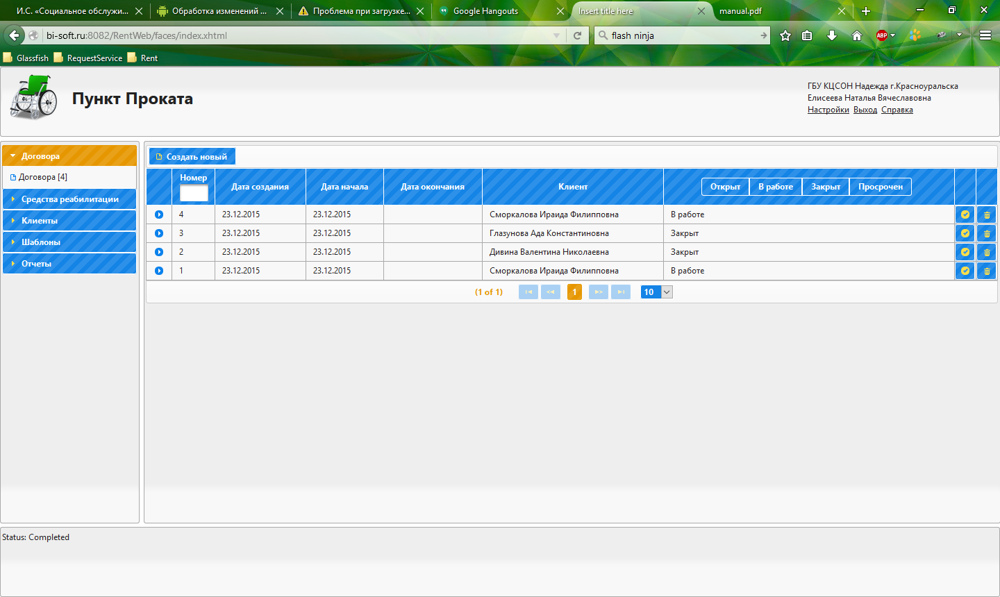 И.С. «Социальное обслужи...
Обработка изменений ...
Проблема при загрузке...
Google Hangouts
Insert title here
manual.pdf
bi-soft.ru:8082/RentWeb/faces/index.xhtml
flash ninja
ABP
Glassfish
RequestService
Rent
Пункт Проката
ГБУ КЦСОН Надежда г.Красноуральска
Елисеева Наталья Вячеславовна
Настройки Выход Справка
Договора
Договора [4]
Средства реабилитации
Клиенты
Шаблоны
Отчеты
Создать новый
Номер Дата создания Дата начала Дата окончания Клиент Открыт В работе Закрыт Просрочен
4 23.12.2015 23.12.2015 Сморкалова Ираида Филипповна В работе
3 23.12.2015 23.12.2015 Глазунова Ада Константиновна Закрыт
2 23.12.2015 23.12.2015 Дивина Валентина Николаевна Закрыт
1 23.12.2015 23.12.2015 Сморкалова Ираида Филипповна В работе
(1 of 1) 1 10
Status: Completed